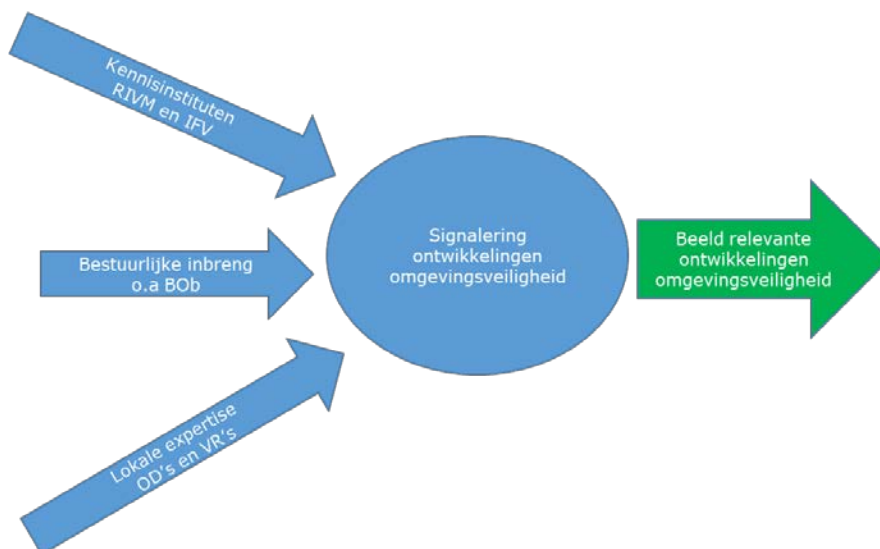 Kennisinstituten
RIVM en IFV
Bestuurlijke inbreng
o.a BOb
Lokale expertise
OD's en VR's
Signalering
ontwikkelingen
omgevingsveiligheid
Beeld relevante
ontwikkelingen
omgevingsveiligheid